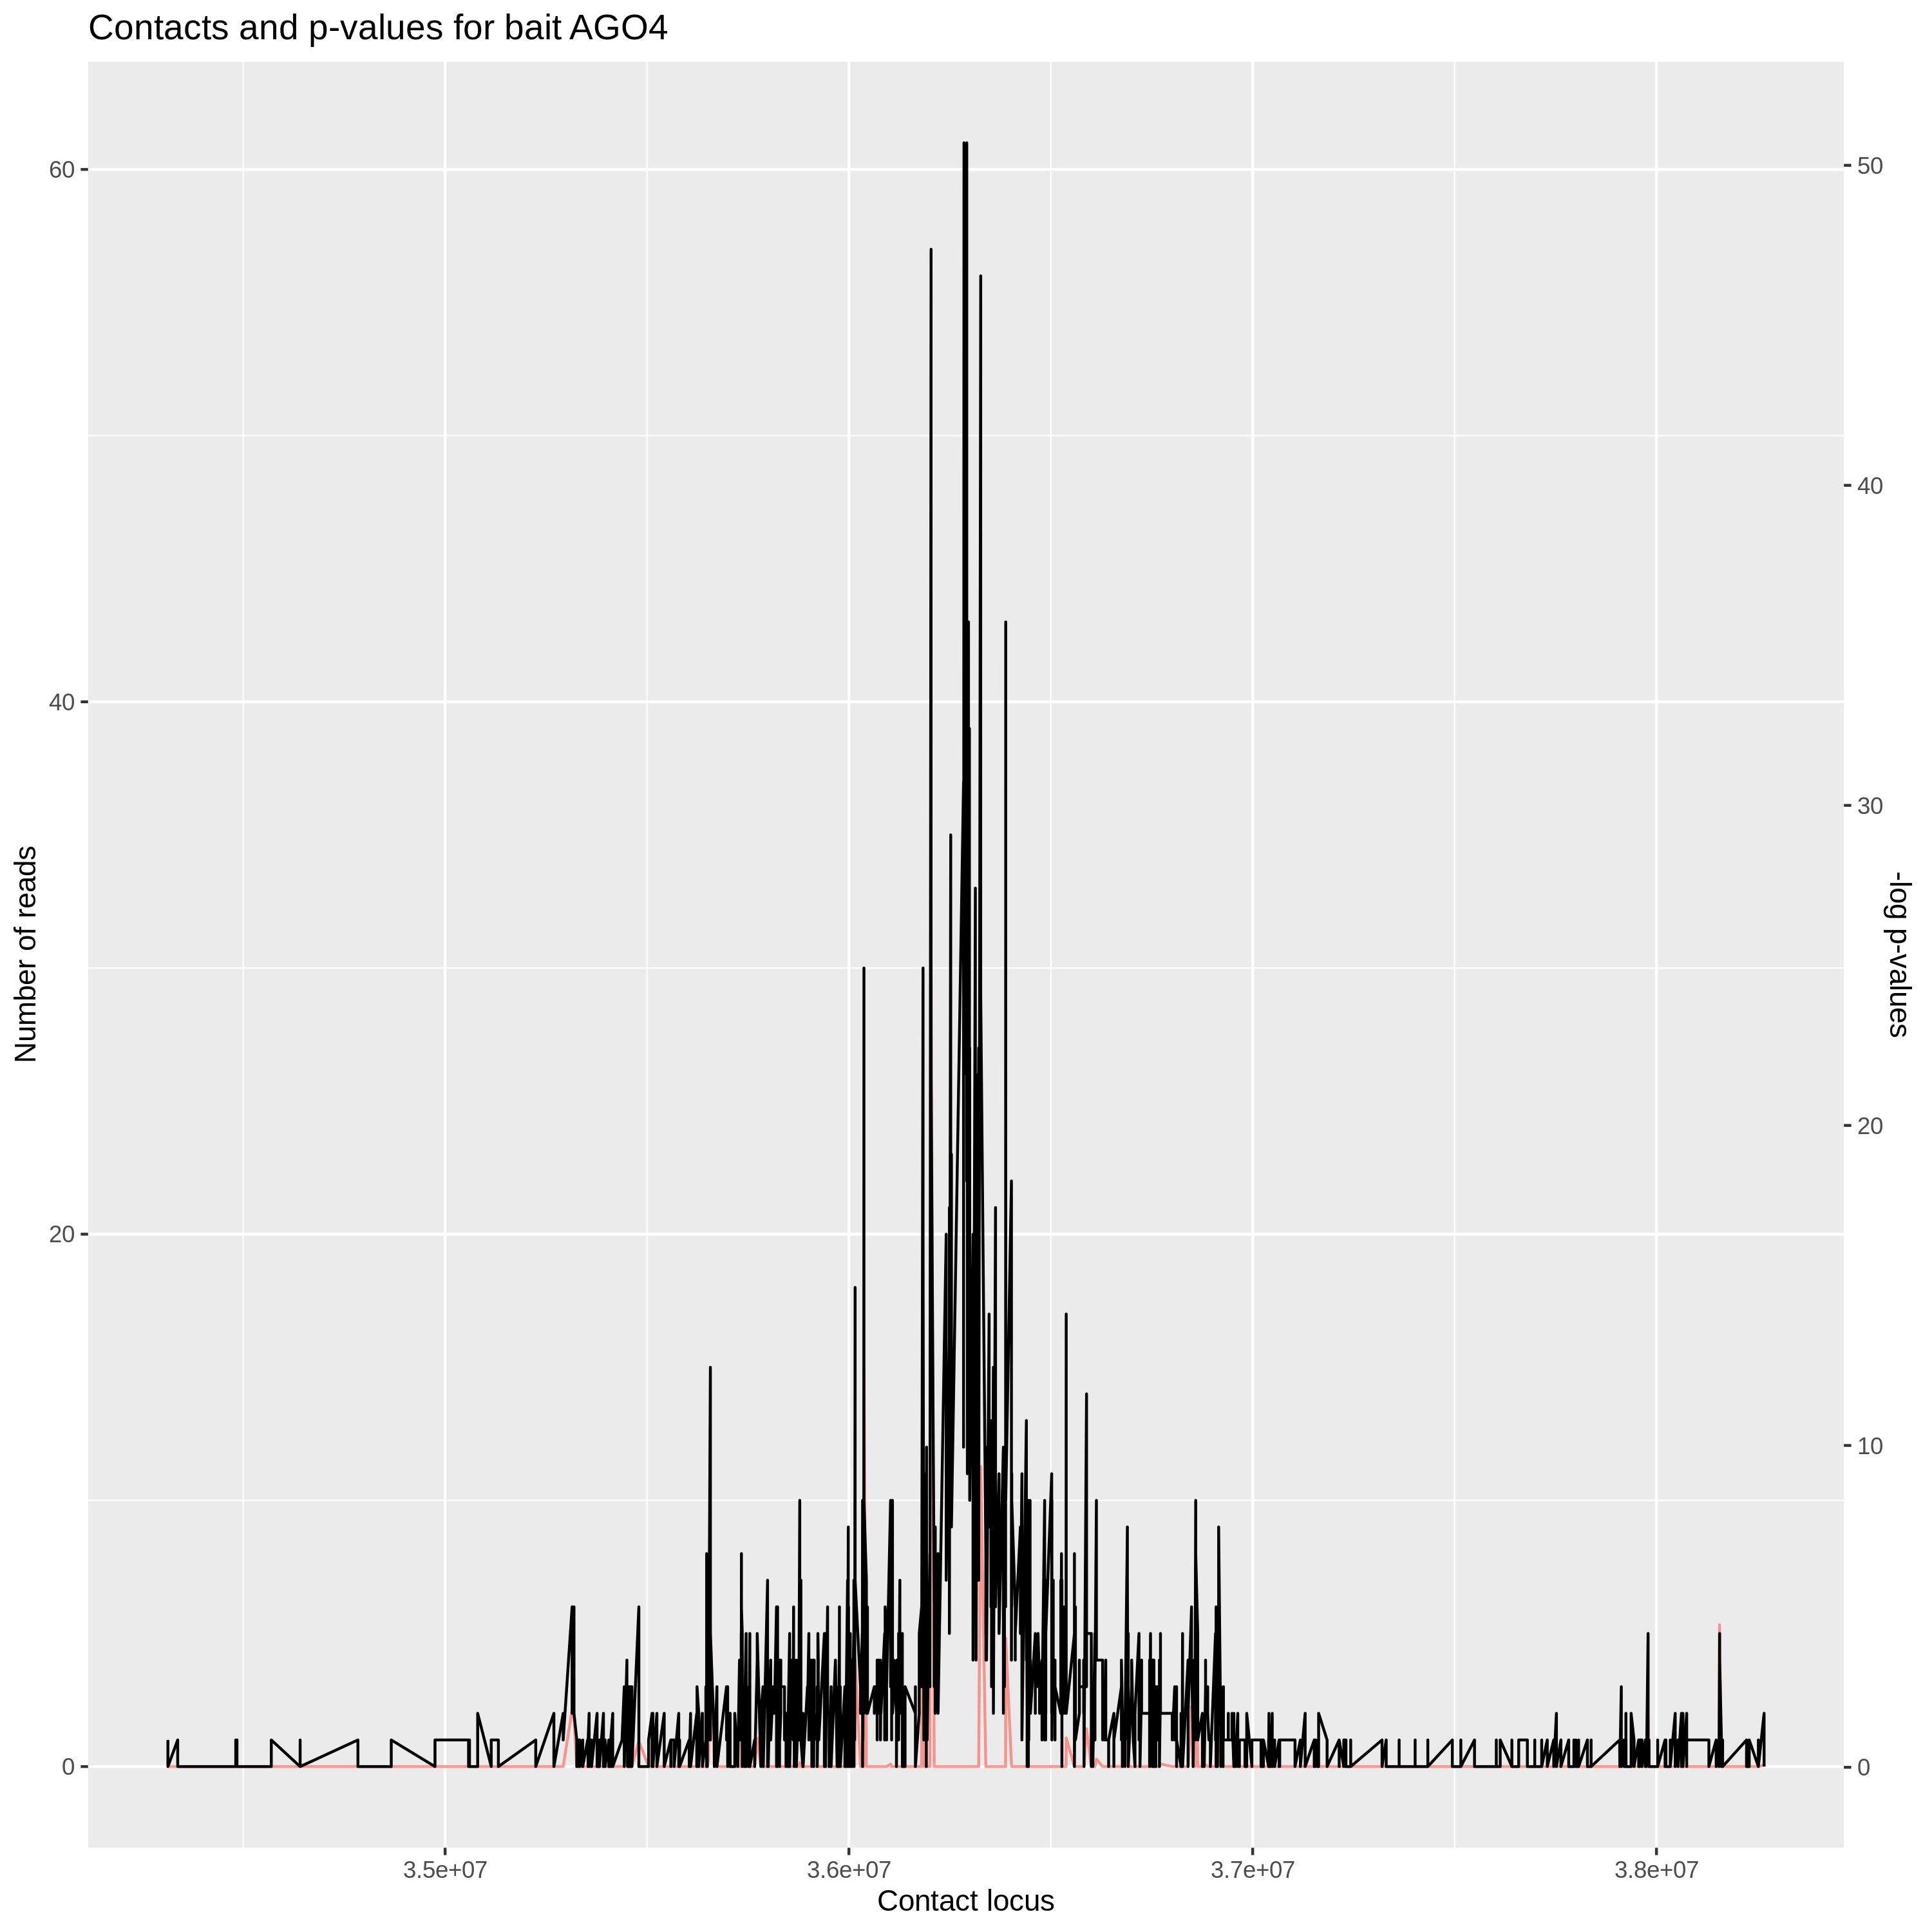 Contacts and p-values for bait AGO4
Number of reads
60
40
20
0
50
40
30
20
10
0
-log p-values
3.5e+07
3.6e+07
3.7e+07
3.8e+07
Contact locus